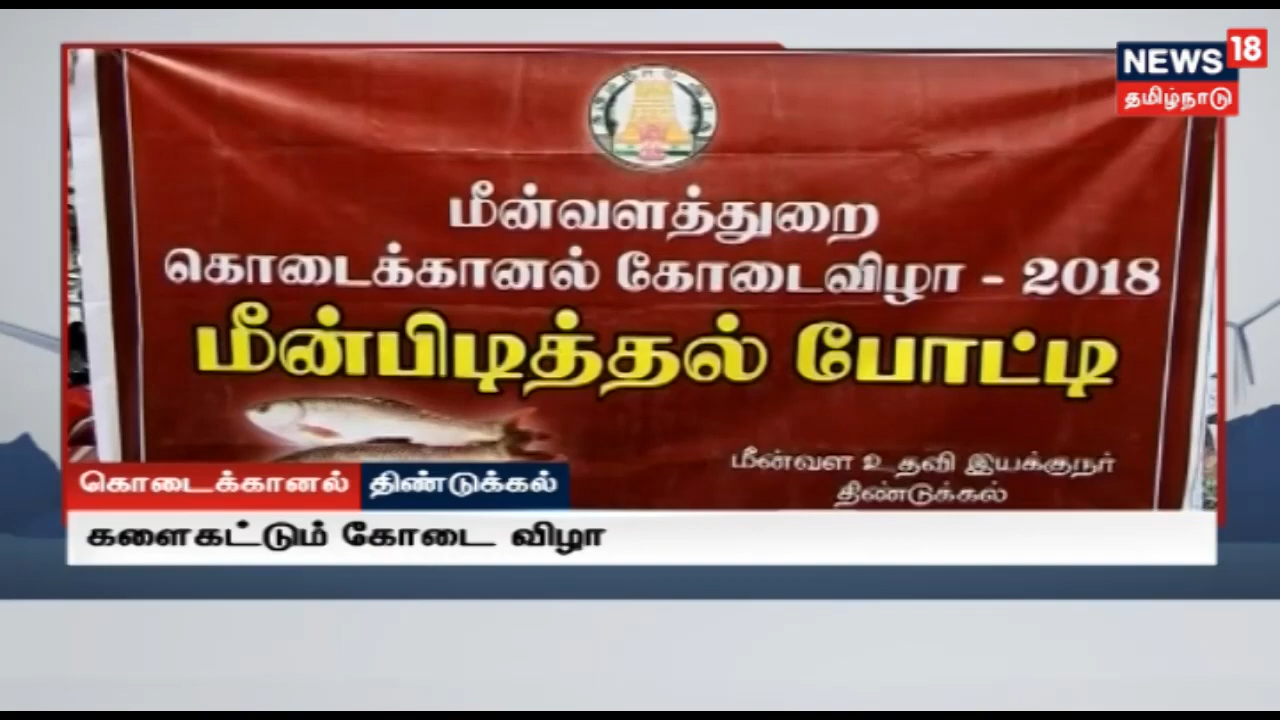 NEWS 18
தமிழ்நாடு
மீன்வளத்துறை
கொடைக்கானல் கோடைவிழா - 2018
மீன்பிடித்தல் போட்டி
மீன்வள உதவி இயக்குநர்
திண்டுக்கல்
கொடைக்கானல் திண்டுக்கல்
களைகட்டும் கோடை விழா